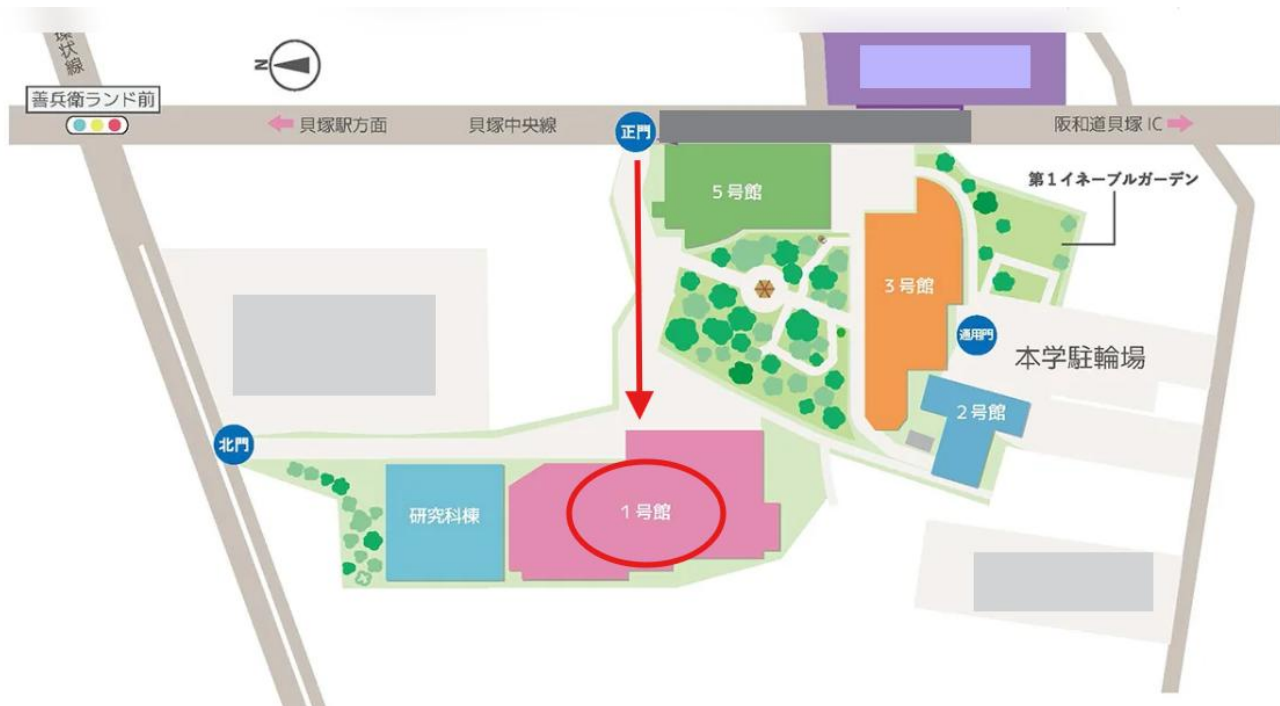 環状線
N
善兵衛ランド前
貝塚駅方面
貝塚中央線
正門
阪和道貝塚 IC
第1イネーブルガーデン
5号館
3号館
通用門
本学駐輪場
2号館
北門
研究科棟
1号館